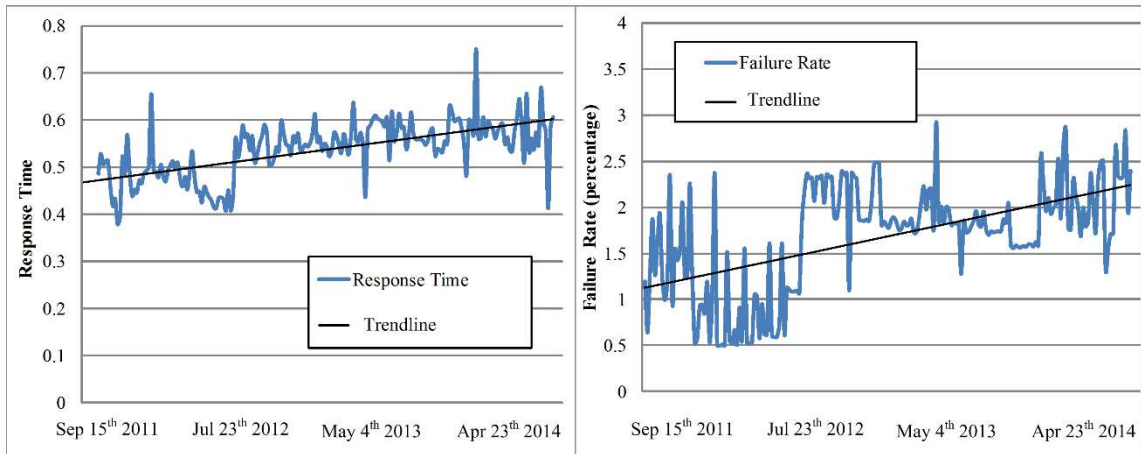 0.8
0.7
0.6
0.5
0.4
0.3
0.2
0.1
0
Response Time
Response Time
Trendline
Sep 15th 2011
Jul 23th 2012
May 4th 2013
Apr 23th 2014
4
3.5
3
2.5
2
1.5
1
0.5
0
Failure Rate (percentage)
Failure Rate
Trendline
Sep 15th 2011
Jul 23th 2012
May 4th 2013
Apr 23th 2014